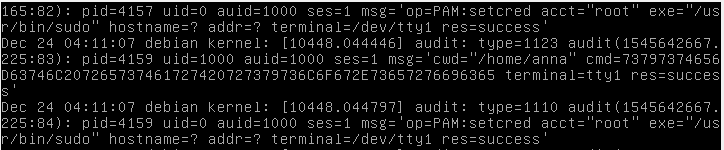 165:82): pid=4157 uid=0 auid=1000 ses=1 msg='op=PAM:setcred acct="root" exe="/us
r/bin/sudo" hostname=? addr=? terminal=/dev/tty1 res=success'
Dec 24 04:11:07 debian kernel: [10448.044446] audit: type=1123 audit(1545642667.
225:83): pid=4159 uid=1000 auid=1000 ses=1 msg='cwd="/home/anna" cmd=73797374656
D63746C207265737461727420727379736C6F672E73657276696365 terminal=tty1 res=succes
s'
Dec 24 04:11:07 debian kernel: [10448.044797] audit: type=1110 audit(1545642667.
225:84): pid=4159 uid=0 auid=1000 ses=1 msg='op=PAM:setcred acct="root" exe="/us
r/bin/sudo" hostname=? addr=? terminal=/dev/tty1 res=success'